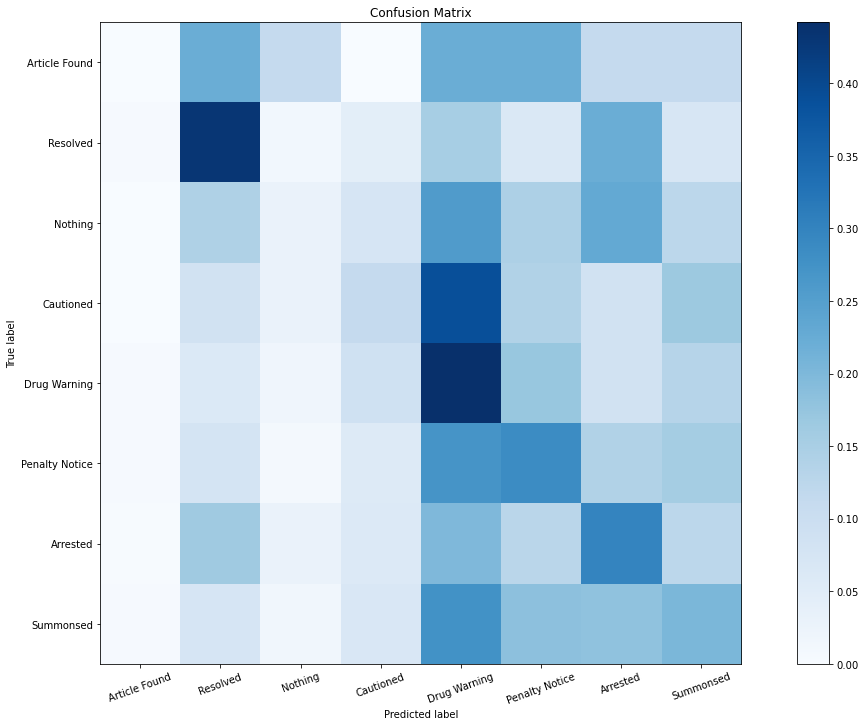 Confusion Matrix
True label
Article Found
Resolved
Nothing
Cautioned
Drug Warning
Penalty Notice
Arrested
Summonsed
Article Found
Resolved
Nothing
Cautioned
Drug Warning
Penalty Notice
Arrested
Summonsed
Predicted label
0.40
0.35
0.30
0.25
0.20
0.15
0.10
0.05
0.00